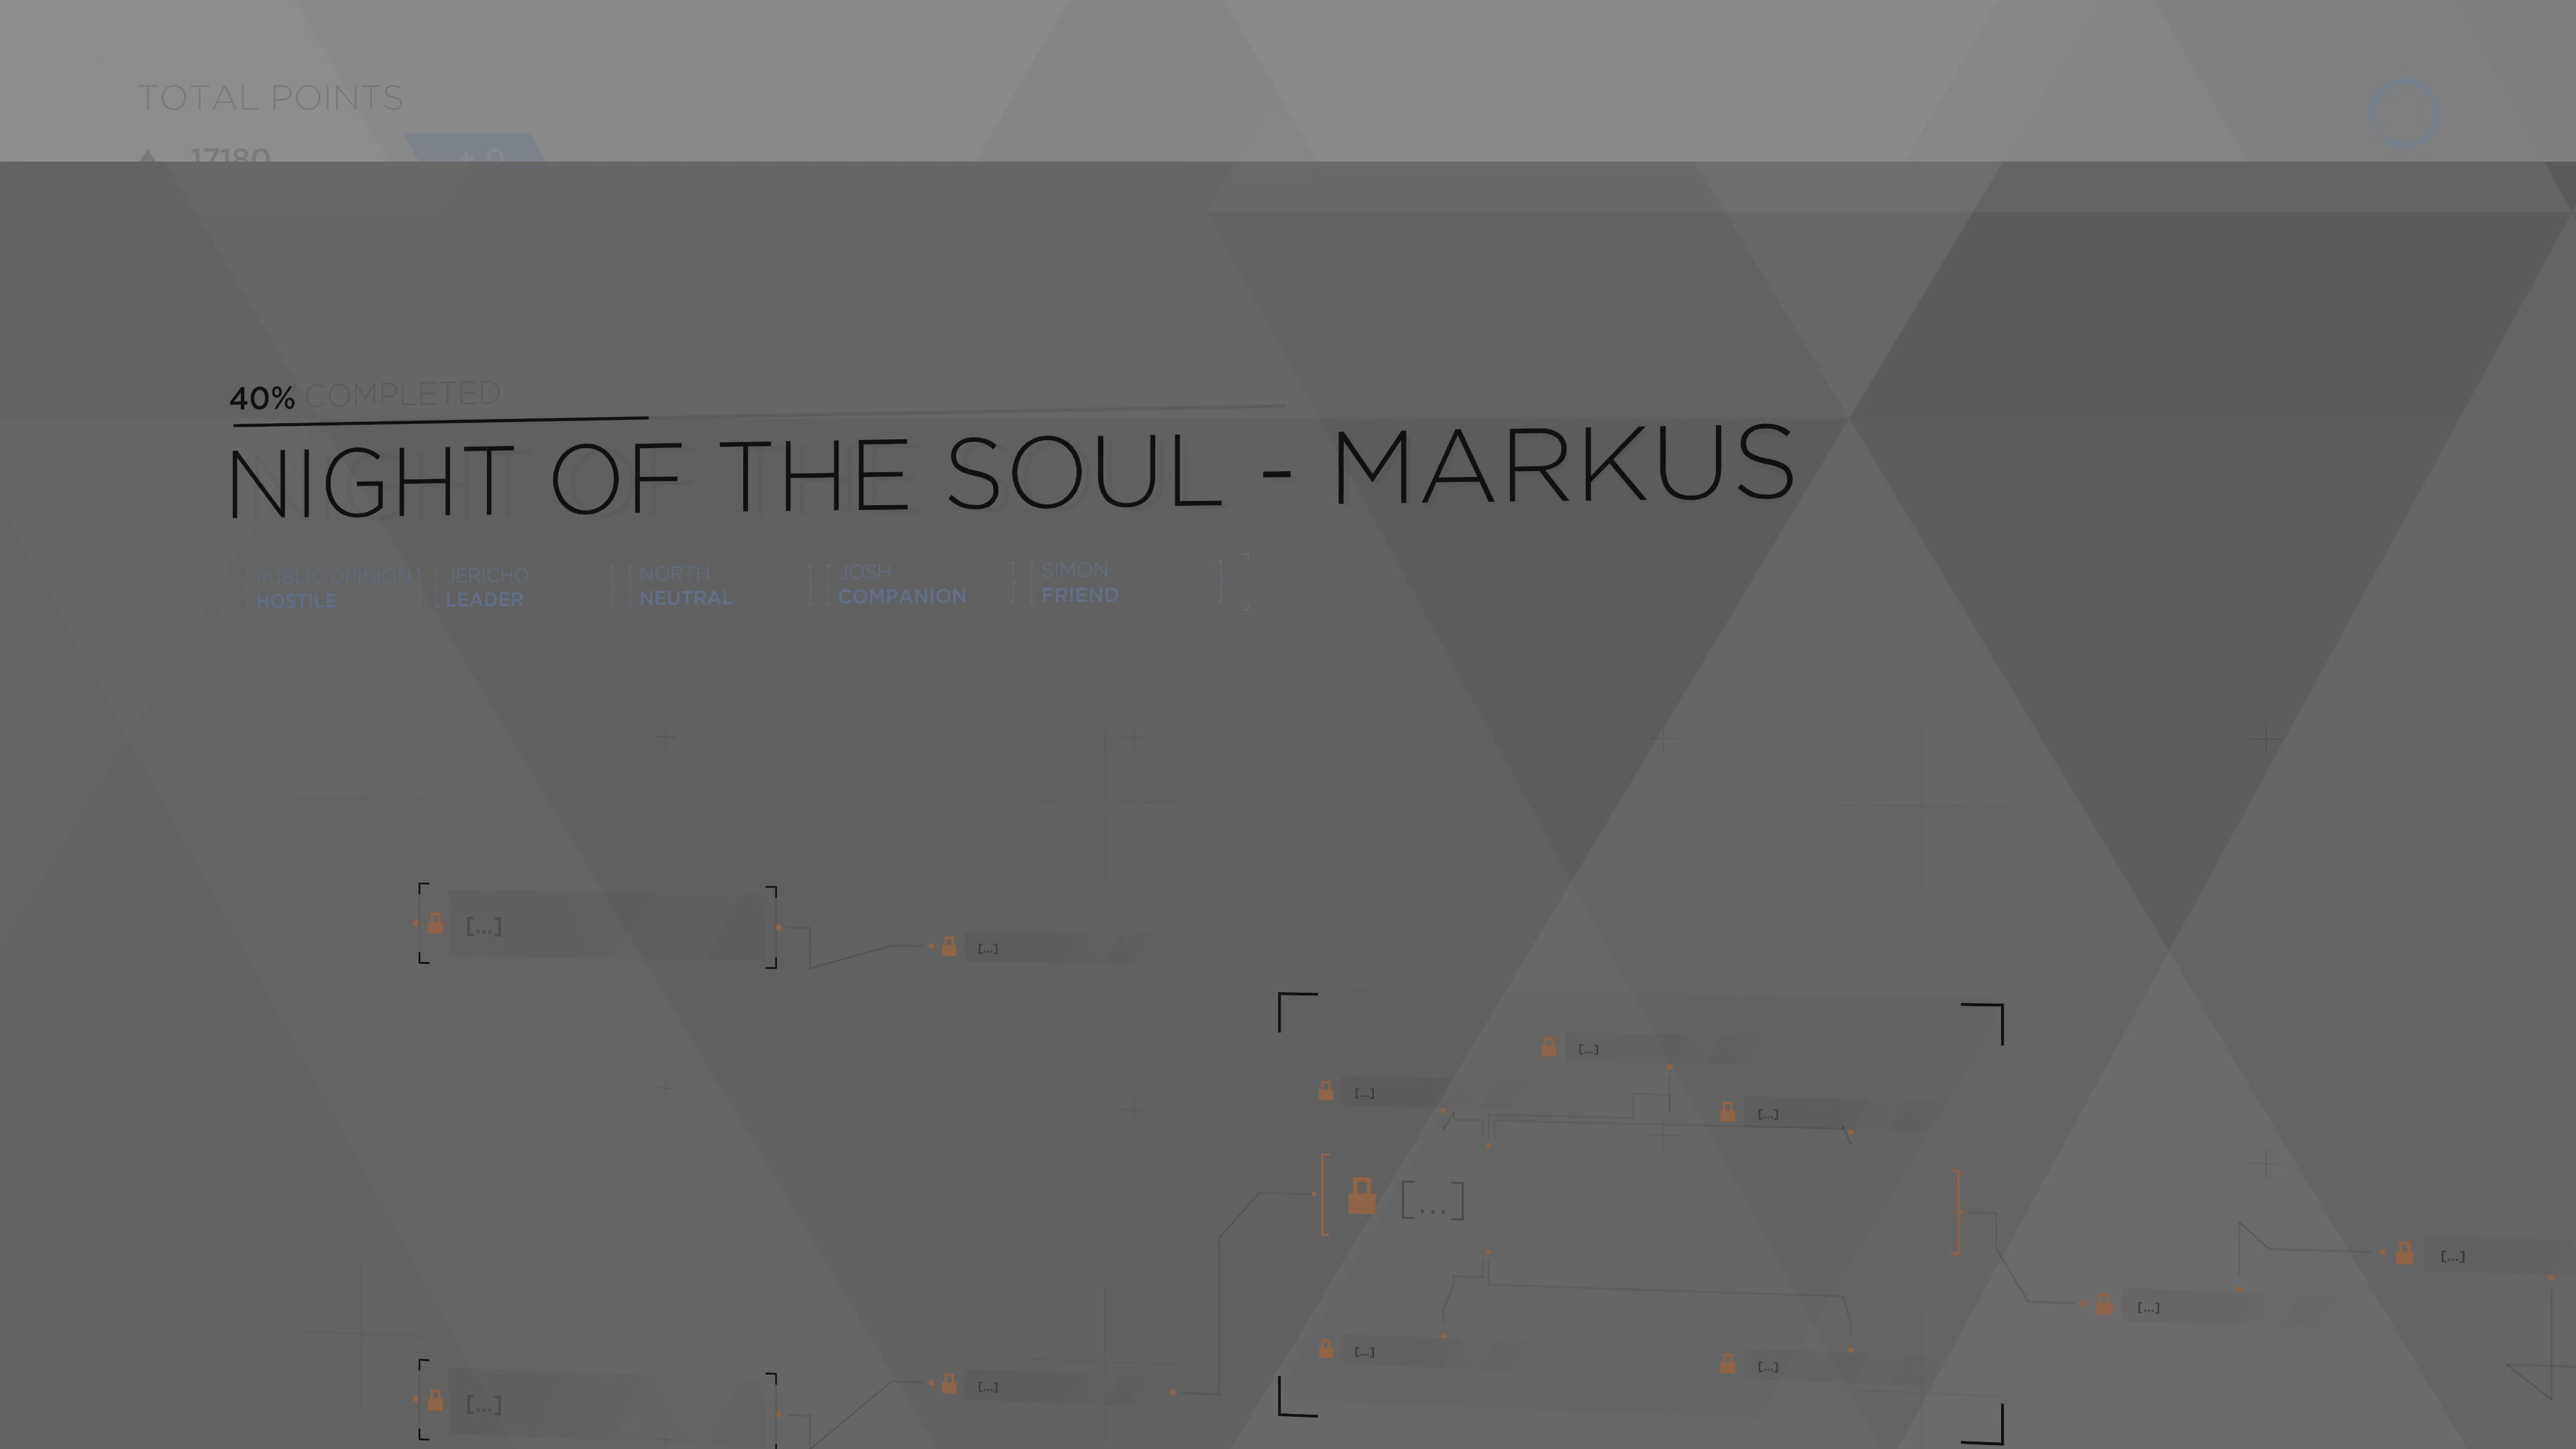 TOTAL POINTS
17180 + 0
40% COMPLETED
NIGHT OF THE SOUL - MARKUS
PUBLIC OPINION
HOSTILE
JERICHO
LEADER
NORTH
NEUTRAL
JOSH
COMPANION
SIMON
FRIEND
[...]
[...]
[...]
[...]
[...]
[...]
[...]
[...]
[...]
[...]
[...]
[...]